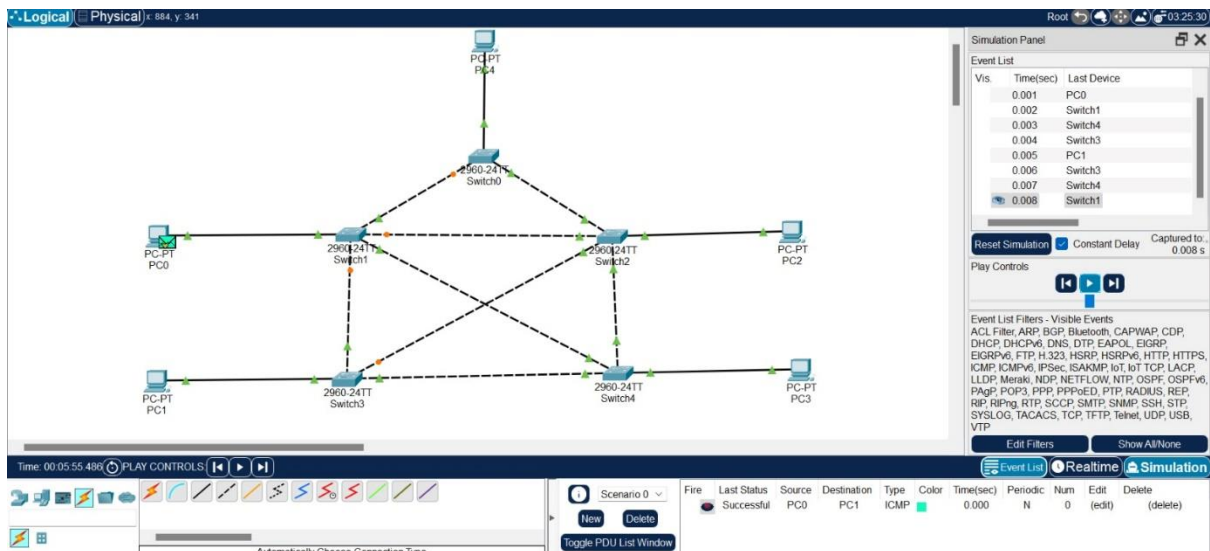 Logical Physical x: 884, y: 341 Root 03:25:30
PC-PT
PC4
2960-24TT
Switch0
PC-PT
PC0
2960-24TT
Switch1
2960-24TT
Switch2
PC-PT
PC2
PC-PT
PC1
2960-24TT
Switch3
2960-24TT
Switch4
PC-PT
PC3
Simulation Panel
Event List
Vis. Time(sec) Last Device
0.001 PC0
0.002 Switch1
0.003 Switch4
0.004 Switch3
0.005 PC1
0.006 Switch3
0.007 Switch4
0.008 Switch1
Reset Simulation Constant Delay Captured to:
0.008 s
Play Controls
Event List Filters - Visible Events
ACL Filter, ARP, BGP, Bluetooth, CAPWAP, CDP,
DHCP, DHCPv6, DNS, DTP, EAPOL, EIGRP,
EIGRPv6, FTP, H.323, HSRP, HSRPv6, HTTP, HTTPS,
ICMP, ICMPv6, IPSec, ISAKMP, IoT, IoT TCP, LACP,
LLDP, Meraki, NDP, NETFLOW, NTP, OSPF, OSPFv6,
PAgP, POP3, PPP, PPPoED, PTP, RADIUS, REP,
RIP, RIPng, RTP, SCCP, SMTP, SNMP, SSH, STP,
SYSLOG, TACACS, TCP, TFTP, Telnet, UDP, USB,
VTP
Edit Filters Show All/None
Time: 00:05:55.486 PLAY CONTROLS: Event List Realtime Simulation
Scenario 0
New Delete
Toggle PDU List Window
Fire Last Status Source Destination Type Color Time(sec) Periodic Num Edit Delete
Successful PC0 PC1 ICMP 0.000 N 0 (edit) (delete)
Automatically Choose Connection Type